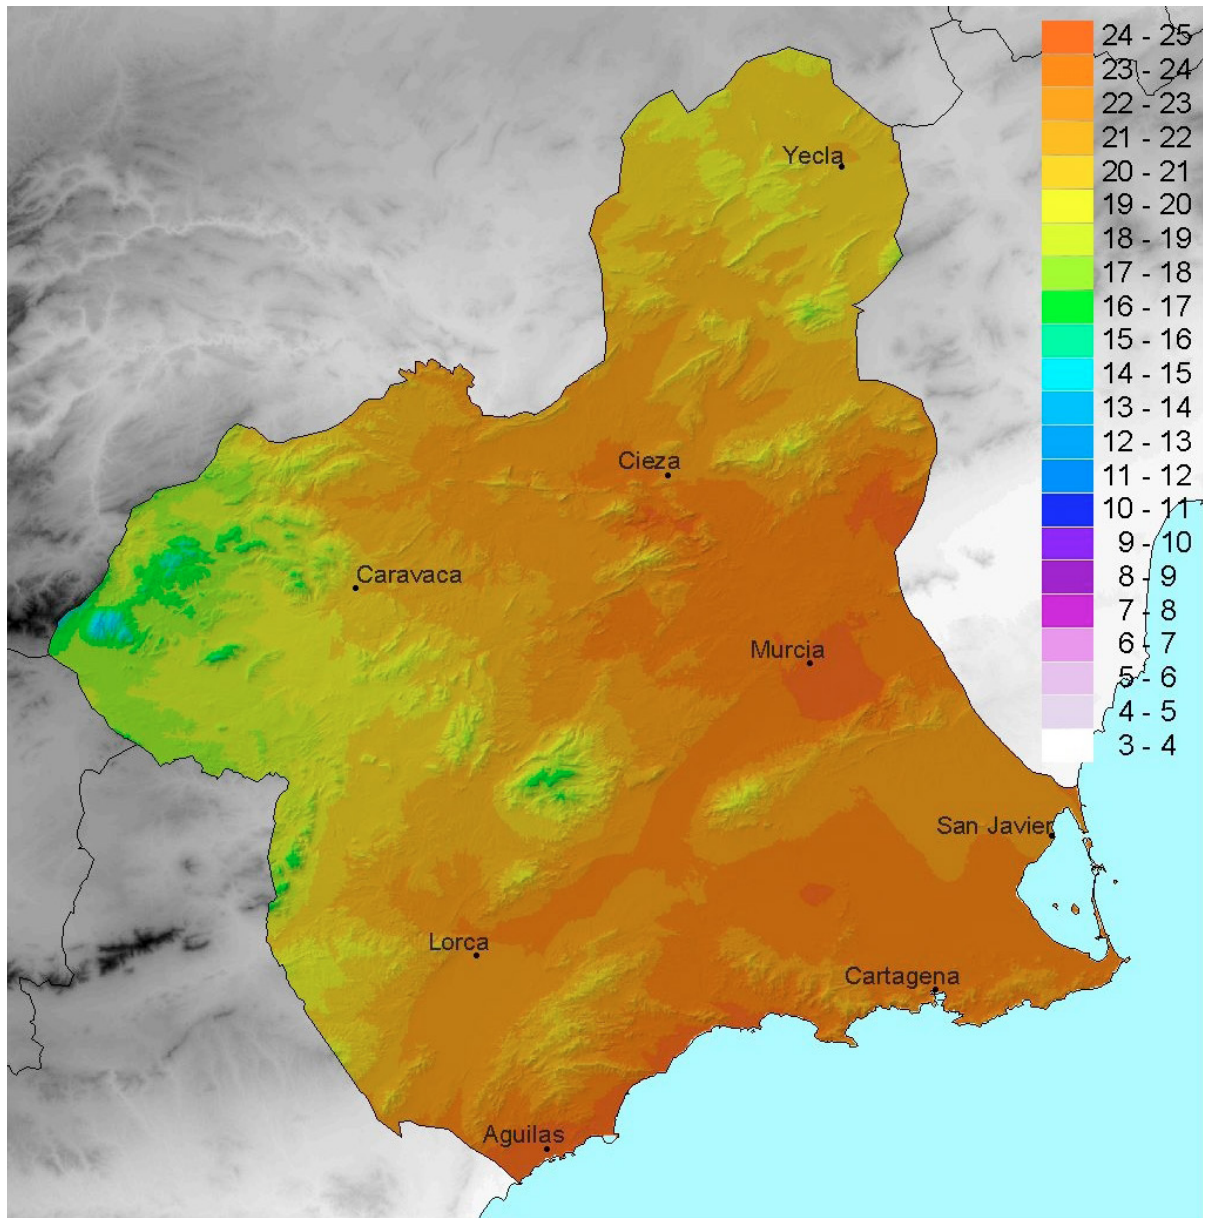 24 - 25
23 - 24
22 - 23
21 - 22
20 - 21
19 - 20
18 - 19
17 - 18
16 - 17
15 - 16
14 - 15
13 - 14
12 - 13
11 - 12
10 - 11
9 - 10
8 - 9
7 - 8
6 - 7
5 - 6
4 - 5
3 - 4
Yecla
Cieza
Caravaca
Murcia
San Javier
Lorca
Cartagena
Aguilas